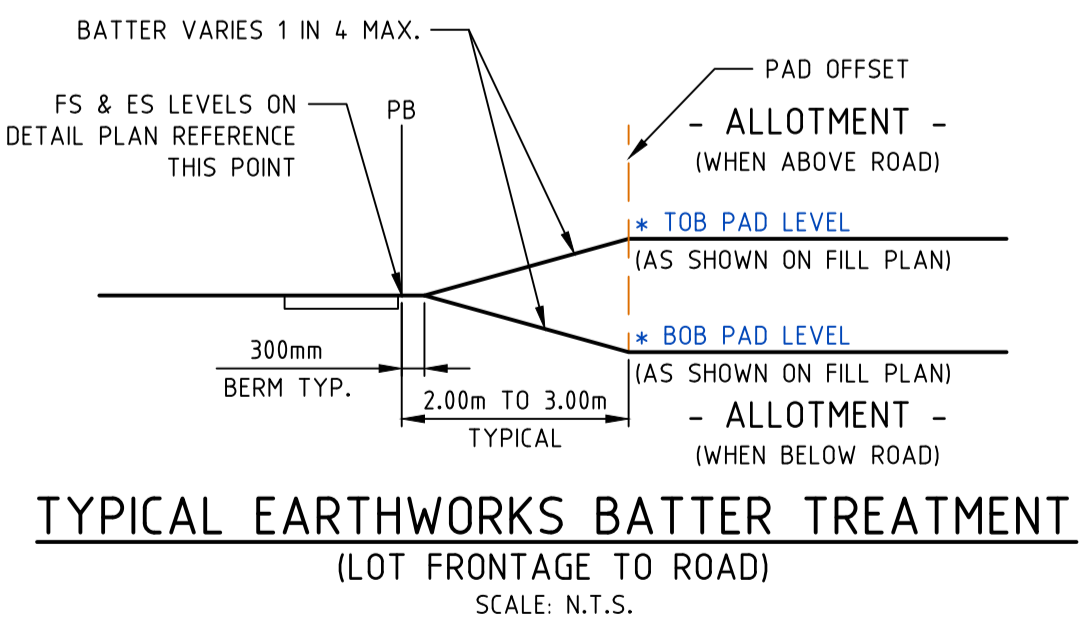 BATTER VARIES 1 IN 4 MAX.
PAD OFFSET
FS & ES LEVELS ON
DETAIL PLAN REFERENCE
THIS POINT
PB
- ALLOTMENT -
(WHEN ABOVE ROAD)
* TOB PAD LEVEL
(AS SHOWN ON FILL PLAN)
* BOB PAD LEVEL
(AS SHOWN ON FILL PLAN)
300mm
BERM TYP.
2.00m TO 3.00m
TYPICAL
- ALLOTMENT -
(WHEN BELOW ROAD)
TYPICAL EARTHWORKS BATTER TREATMENT
(LOT FRONTAGE TO ROAD)
SCALE: N.T.S.